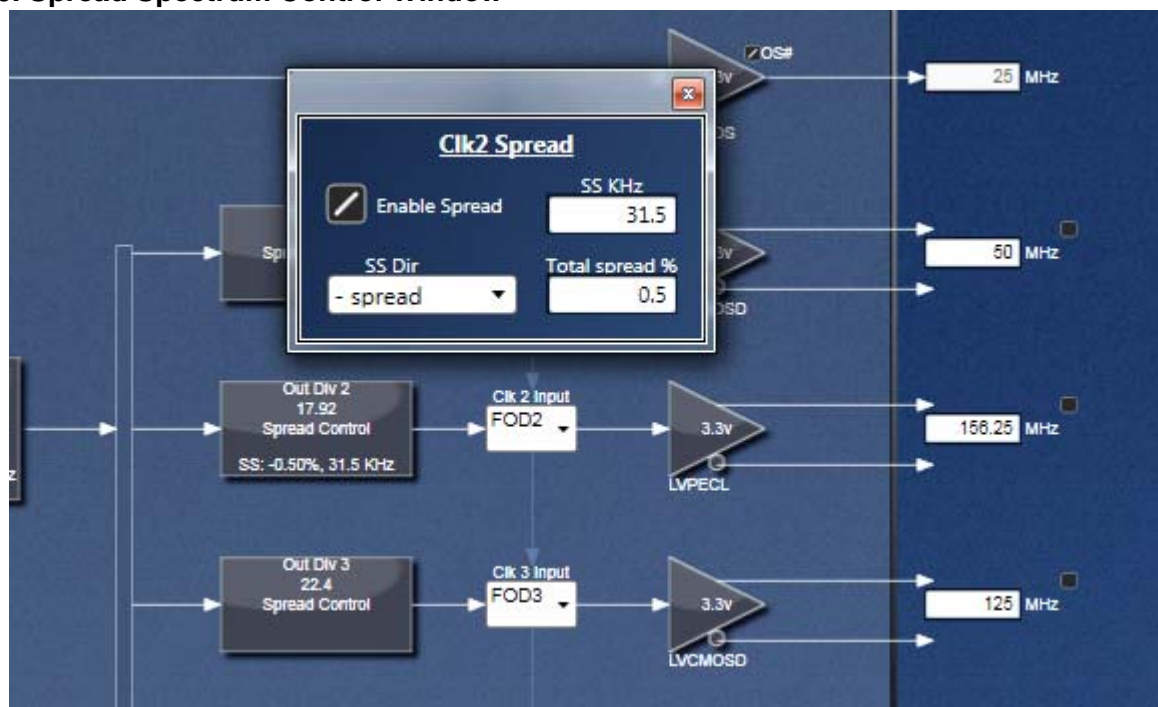 Spread Spectrum Control Window
OS#
25 MHz
Clk2 Spread
Enable Spread
SS KHz
31.5
SS Dir
- spread
Total spread %
0.5
50 MHz
Out Div 2
17.92
Spread Control
SS: -0.50%, 31.5 KHz
Clk 2 Input
FOD2
3.3v
LVPECL
156.25 MHz
Out Div 3
22.4
Spread Control
Clk 3 Input
FOD3
3.3v
LVCMOSD
125 MHz